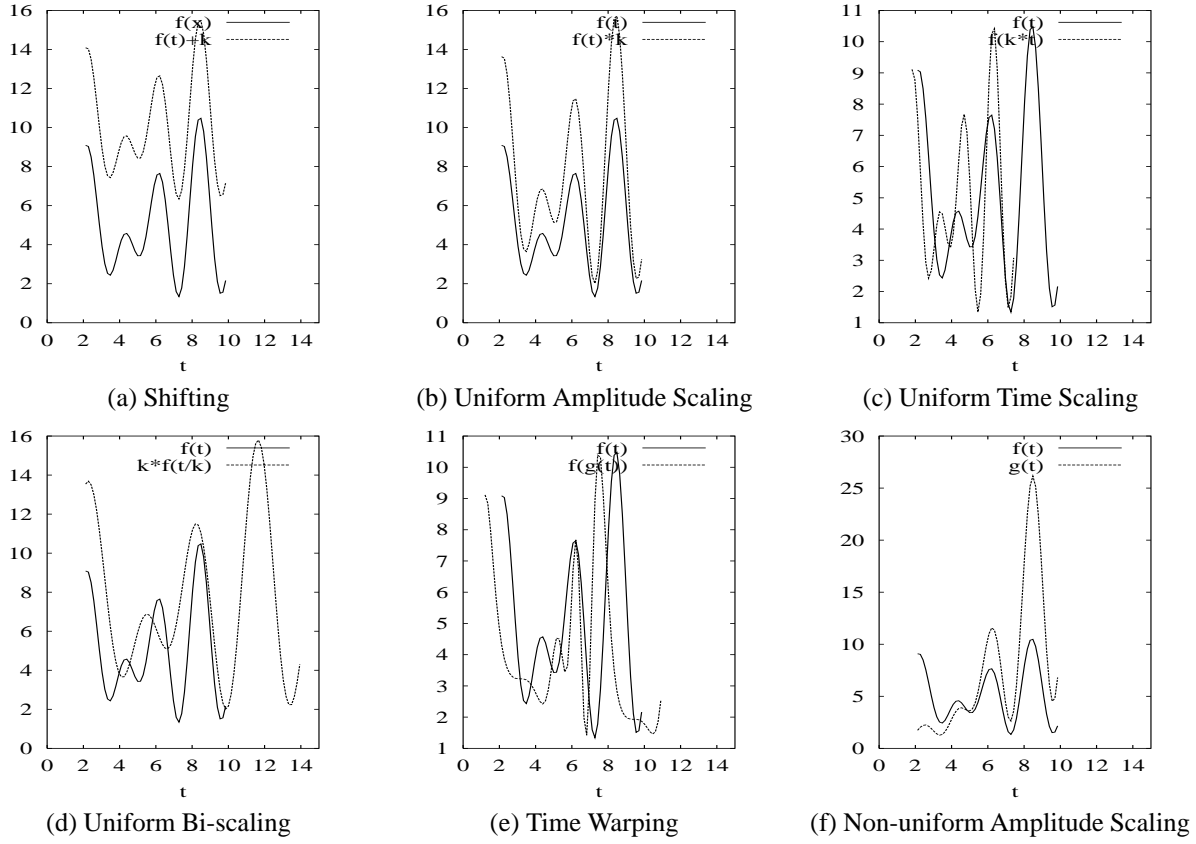 16
14
12
10
8
6
4
2
0
f(x)
f(t)+k
0 2 4 6 8 10 12 14
t
(a) Shifting
16
14
12
10
8
6
4
2
0
f(t)
f(t)*k
0 2 4 6 8 10 12 14
t
(b) Uniform Amplitude Scaling
11
10
9
8
7
6
5
4
3
2
1
f(t)
f(k*t)
0 2 4 6 8 10 12 14
t
(c) Uniform Time Scaling
16
14
12
10
8
6
4
2
0
f(t)
k*f(t/k)
0 2 4 6 8 10 12 14
t
(d) Uniform Bi-scaling
11
10
9
8
7
6
5
4
3
2
1
f(t)
f(g(t))
0 2 4 6 8 10 12 14
t
(e) Time Warping
30
25
20
15
10
5
0
f(t)
g(t)
0 2 4 6 8 10 12 14
t
(f) Non-uniform Amplitude Scaling